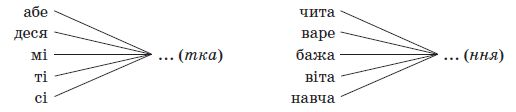 абе чита
деся варе
мі … (тка) бажа … (ння)
ті віта
сі навча